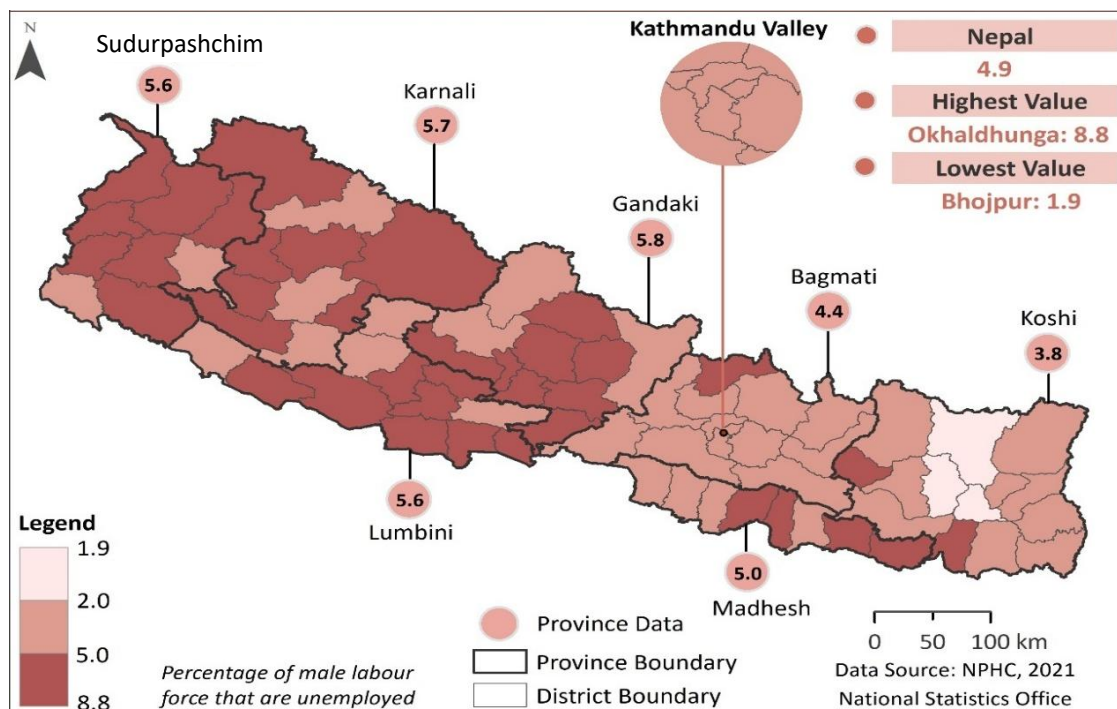 N
Sudurpashchim
5.6
Karnali
5.7
Kathmandu Valley
Nepal
4.9
Highest Value
Okhaldhunga: 8.8
Lowest Value
Bhojpur: 1.9
Gandaki
5.8
Bagmati
4.4
Koshi
3.8
5.6
Lumbini
5.0
Madhesh
Legend
1.9
2.0
5.0
8.8
Percentage of male labour
force that are unemployed
Province Data
Province Boundary
District Boundary
0 50 100 km
Data Source: NPHC, 2021
National Statistics Office